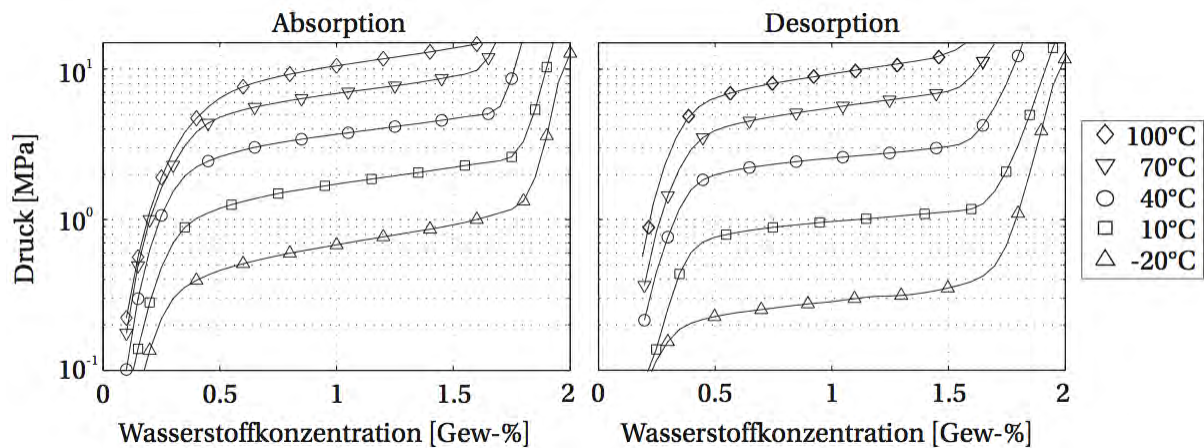 Absorption
Desorption
Druck [MPa]
10¹
10⁰
10⁻¹
0 0.5 1 1.5 2
0 0.5 1 1.5 2
Wasserstoffkonzentration [Gew-%]
Wasserstoffkonzentration [Gew-%]
100°C
70°C
40°C
10°C
-20°C